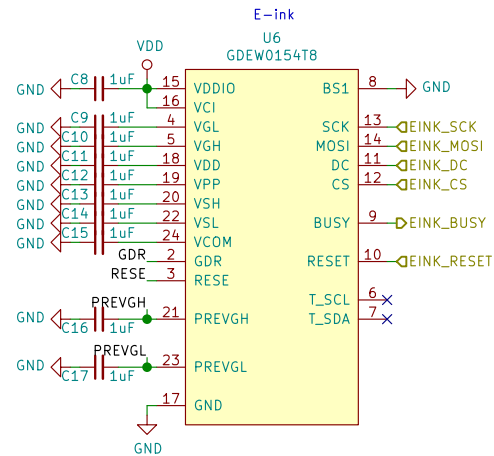 E-ink
U6
GDEW0154T8
VDD
GND C8 1uF 15 VDDIO BS1 8 GND
16 VCI
GND C9 1uF 4 VGL SCK 13 EINK_SCK
GND C10 1uF 5 VGH MOSI 14 EINK_MOSI
GND C11 1uF 18 VDD DC 11 EINK_DC
GND C12 1uF 19 VPP CS 12 EINK_CS
GND C13 1uF 20 VSH
GND C14 1uF 22 VSL BUSY 9 EINK_BUSY
GND C15 1uF 24 VCOM
GDR 2 GDR RESET 10 EINK_RESET
RESE 3 RESE
T_SCL 6
PREVGH
GND C16 1uF 21 PREVGH T_SDA 7
PREVGL
GND C17 1uF 23 PREVGL
17 GND
GND